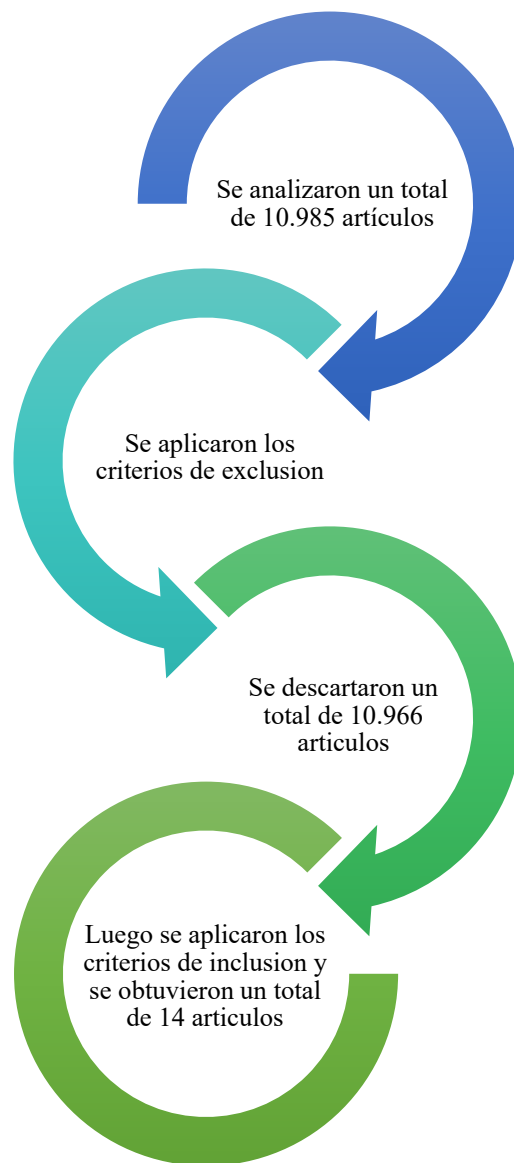 Se analizaron un total
de 10.985 artículos
Se aplicaron los
criterios de exclusion
Se descartaron un
total de 10.966
articulos
Luego se aplicaron los
criterios de inclusion y
se obtuvieron un total
de 14 articulos